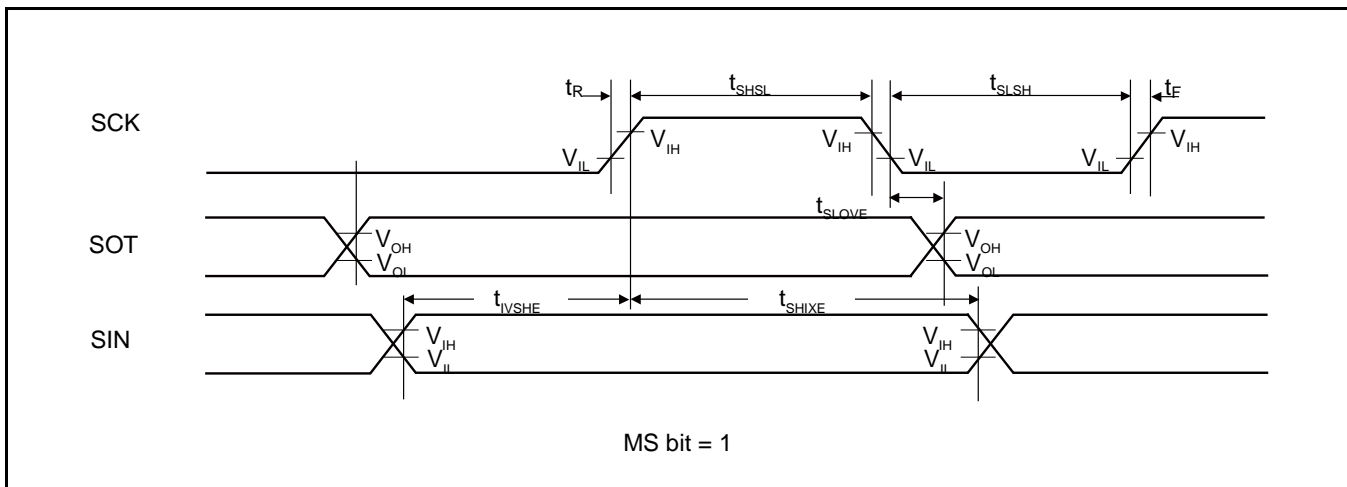 tR tSHSL tSLSH tF
SCK
VIH VIH VIH
VIL VIL VIL
tSLOVE
SOT
VOH VOH
VOL VOL
tIVSHE tSHIXE
SIN
VIH VIH
VIL VIL
MS bit = 1